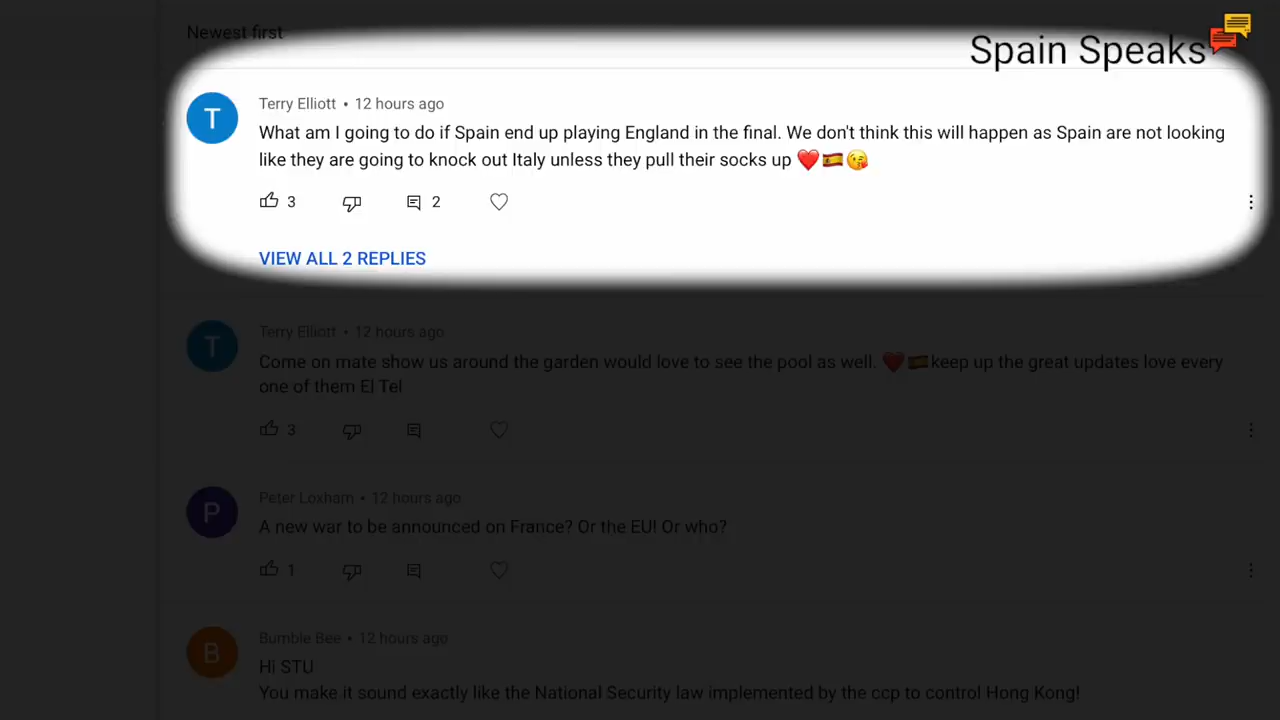 Newest first
Spain Speaks
T
Terry Elliott • 12 hours ago
What am I going to do if Spain end up playing England in the final. We don't think this will happen as Spain are not looking
like they are going to knock out Italy unless they pull their socks up ❤️🇪🇸😘
3
2
VIEW ALL 2 REPLIES
T
Terry Elliott • 12 hours ago
Come on mate show us around the garden would love to see the pool as well. ❤️🇪🇸keep up the great updates love every
one of them El Tel
3
P
Peter Loxham • 12 hours ago
A new war to be announced on France? Or the EU! Or who?
1
B
Bumble Bee • 12 hours ago
Hi STU
You make it sound exactly like the National Security law implemented by the ccp to control Hong Kong!